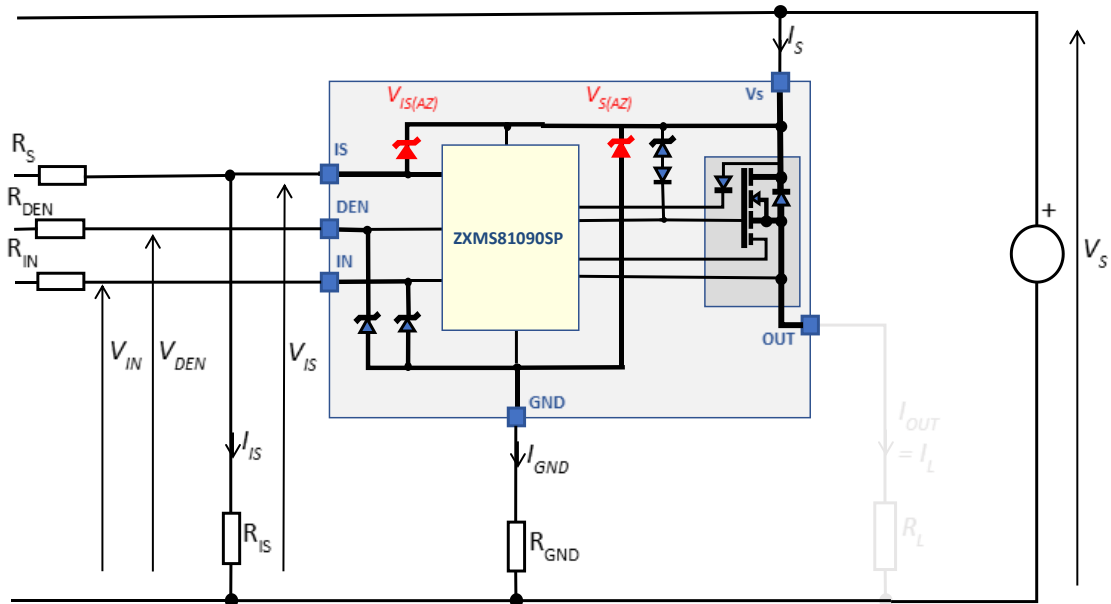 I_S
V_IS(AZ)
V_S(AZ)
Vs
R_S
IS
R_DEN
DEN
R_IN
IN
ZXMS81090SP
+
V_S
OUT
V_IN
V_DEN
V_IS
GND
I_IS
I_GND
I_OUT
= I_L
R_IS
R_GND
R_L